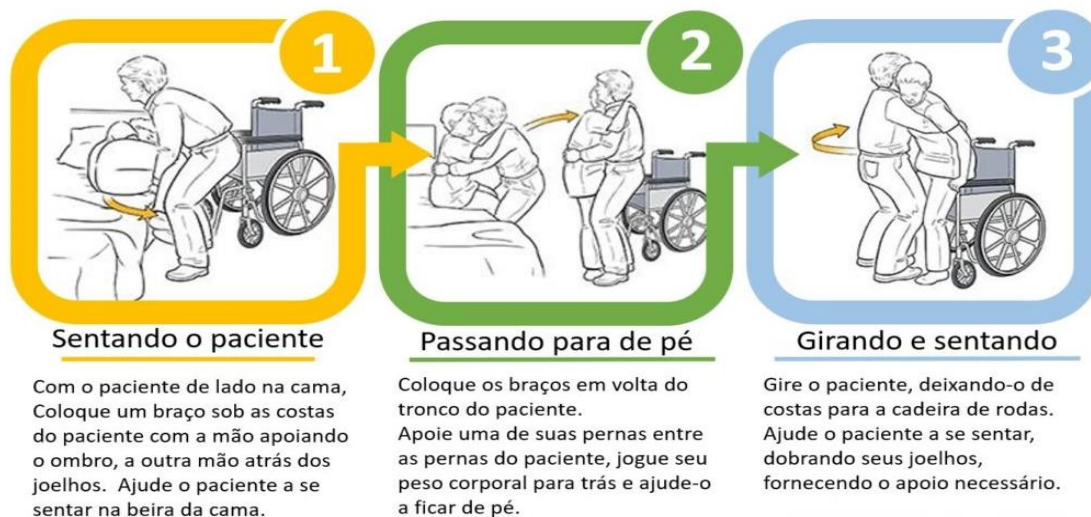 1
2
3
Sentando o paciente
Com o paciente de lado na cama,
Coloque um braço sob as costas
do paciente com a mão apoiando
o ombro, a outra mão atrás dos
joelhos. Ajude o paciente a se
sentar na beira da cama.
Passando para de pé
Coloque os braços em volta do
tronco do paciente.
Apoie uma de suas pernas entre
as pernas do paciente, jogue seu
peso corporal para trás e ajude-o
a ficar de pé.
Girando e sentando
Gire o paciente, deixando-o de
costas para a cadeira de rodas.
Ajude o paciente a se sentar,
dobrando seus joelhos,
fornecendo o apoio necessário.